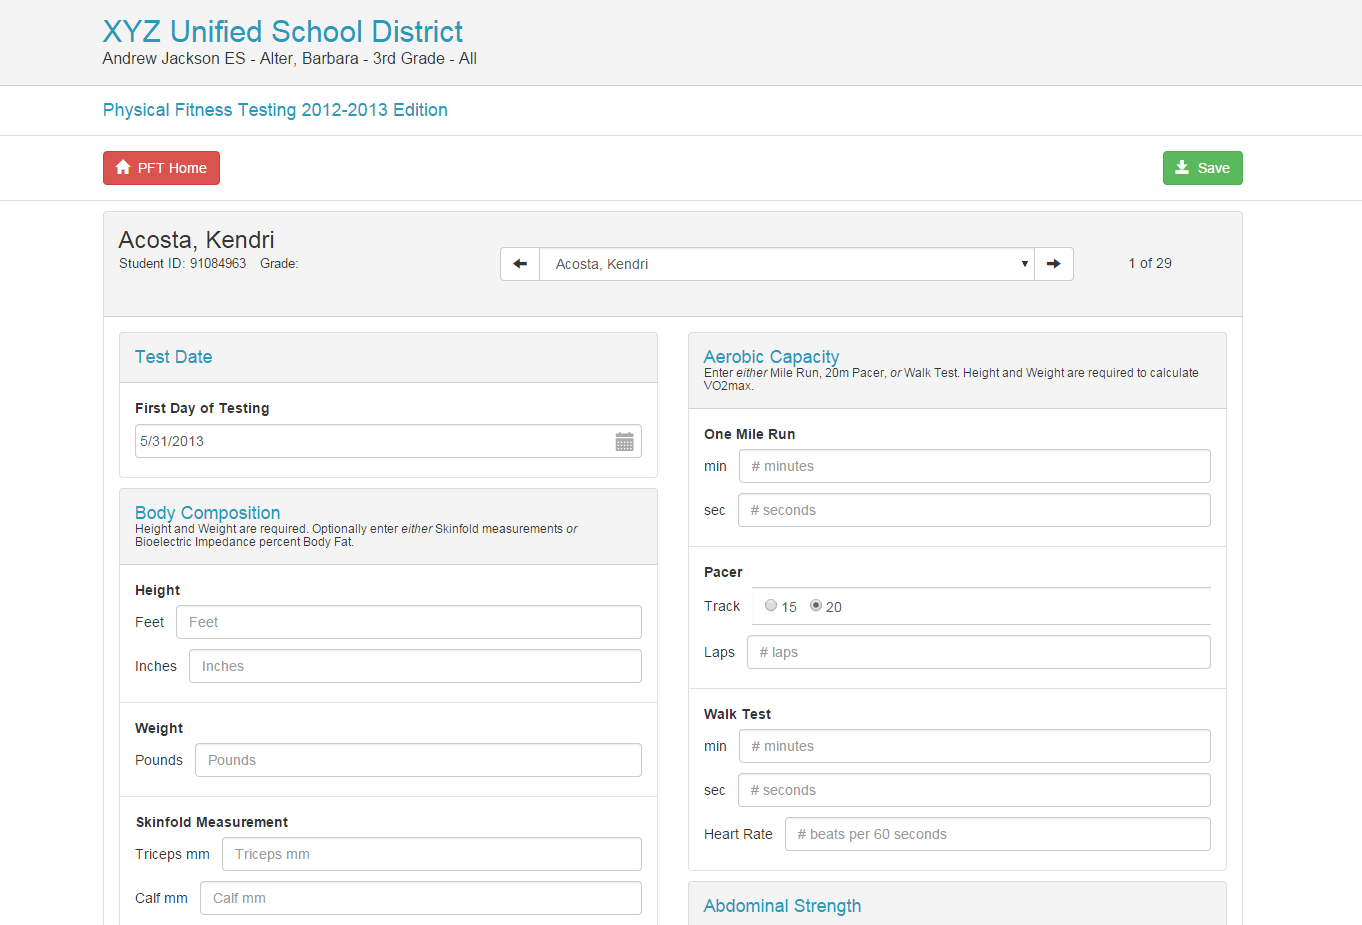 XYZ Unified School District
Andrew Jackson ES - Alter, Barbara - 3rd Grade - All
Physical Fitness Testing 2012-2013 Edition
PFT Home
Save
Acosta, Kendri
Student ID: 91084963 Grade:
Acosta, Kendri
1 of 29
Test Date
First Day of Testing
5/31/2013
Body Composition
Height and Weight are required. Optionally enter either Skinfold measurements or
Bioelectric Impedance percent Body Fat.
Height
Feet Feet
Inches Inches
Weight
Pounds Pounds
Skinfold Measurement
Triceps mm Triceps mm
Calf mm Calf mm
Aerobic Capacity
Enter either Mile Run, 20m Pacer, or Walk Test. Height and Weight are required to calculate
VO2max.
One Mile Run
min # minutes
sec # seconds
Pacer
Track 15 20
Laps # laps
Walk Test
min # minutes
sec # seconds
Heart Rate # beats per 60 seconds
Abdominal Strength